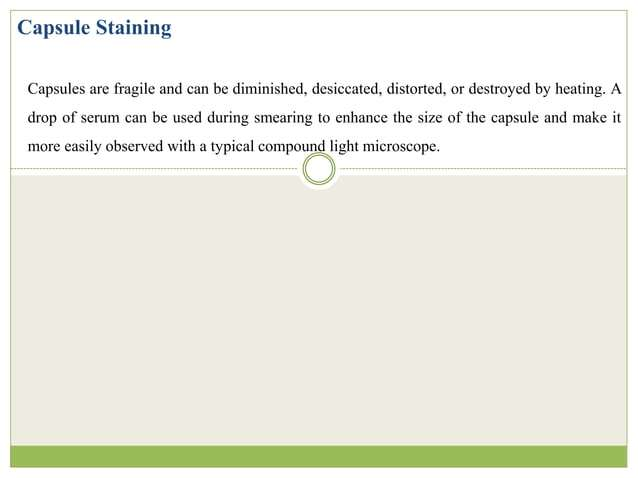 Capsule Staining
Capsules are fragile and can be diminished, desiccated, distorted, or destroyed by heating. A
drop of serum can be used during smearing to enhance the size of the capsule and make it
more easily observed with a typical compound light microscope.